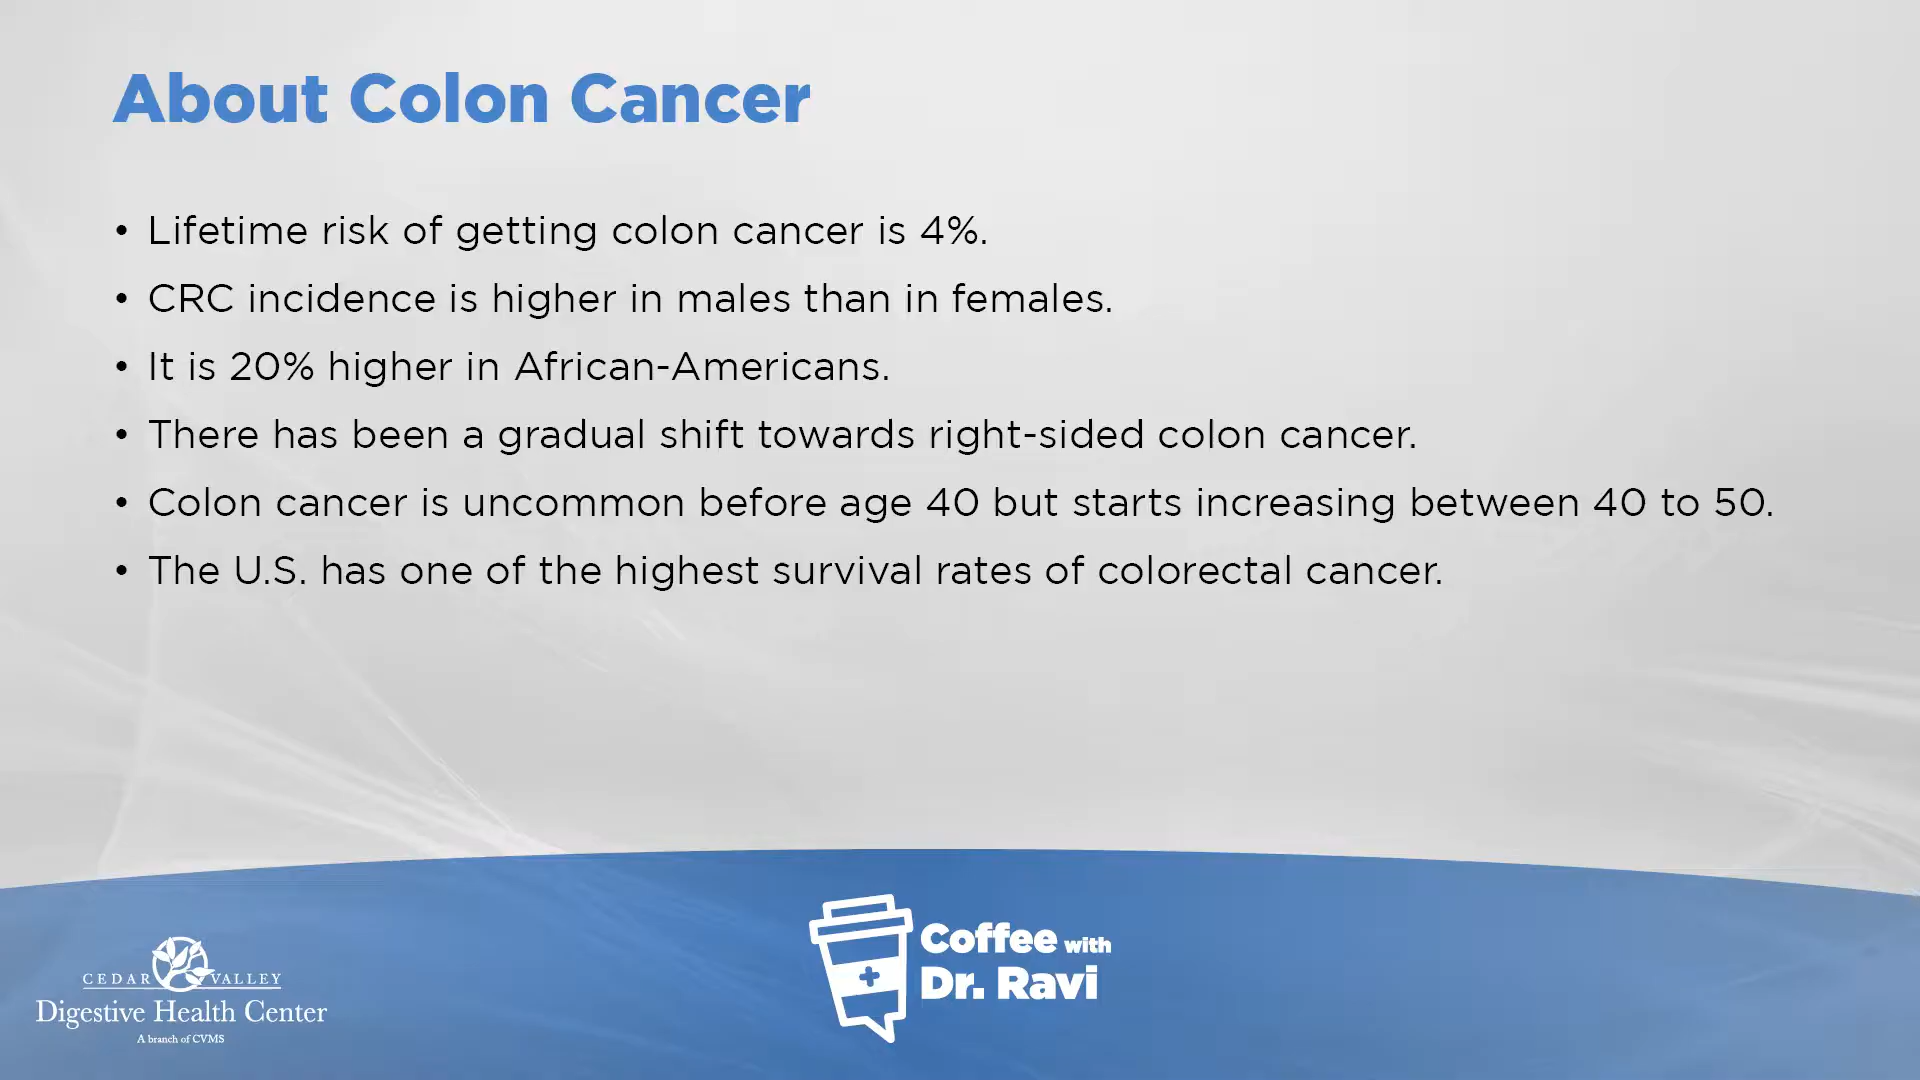 About Colon Cancer
• Lifetime risk of getting colon cancer is 4%.
• CRC incidence is higher in males than in females.
• It is 20% higher in African-Americans.
• There has been a gradual shift towards right-sided colon cancer.
• Colon cancer is uncommon before age 40 but starts increasing between 40 to 50.
• The U.S. has one of the highest survival rates of colorectal cancer.
CEDAR VALLEY
Digestive Health Center
A branch of CVMS
Coffee with
Dr. Ravi